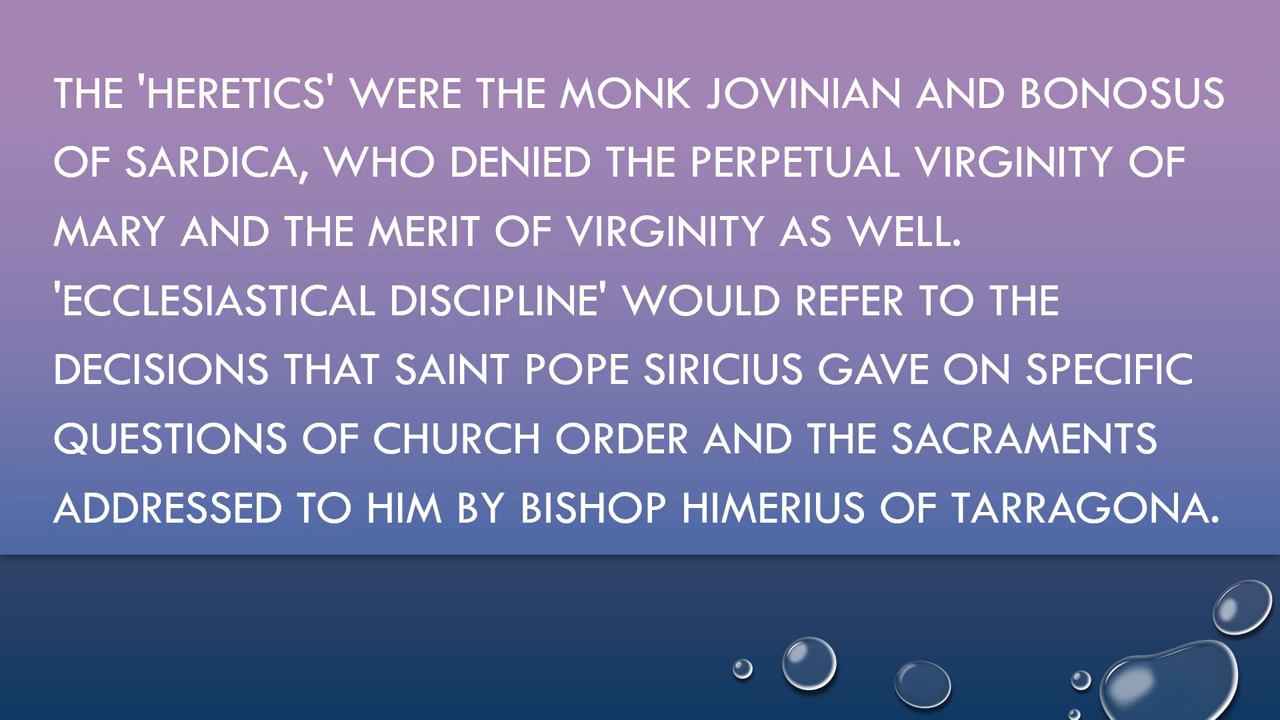 THE 'HERETICS' WERE THE MONK JOVINIAN AND BONOSUS
OF SARDICA, WHO DENIED THE PERPETUAL VIRGINITY OF
MARY AND THE MERIT OF VIRGINITY AS WELL.
'ECCLESIASTICAL DISCIPLINE' WOULD REFER TO THE
DECISIONS THAT SAINT POPE SIRICIUS GAVE ON SPECIFIC
QUESTIONS OF CHURCH ORDER AND THE SACRAMENTS
ADDRESSED TO HIM BY BISHOP HIMERIUS OF TARRAGONA.